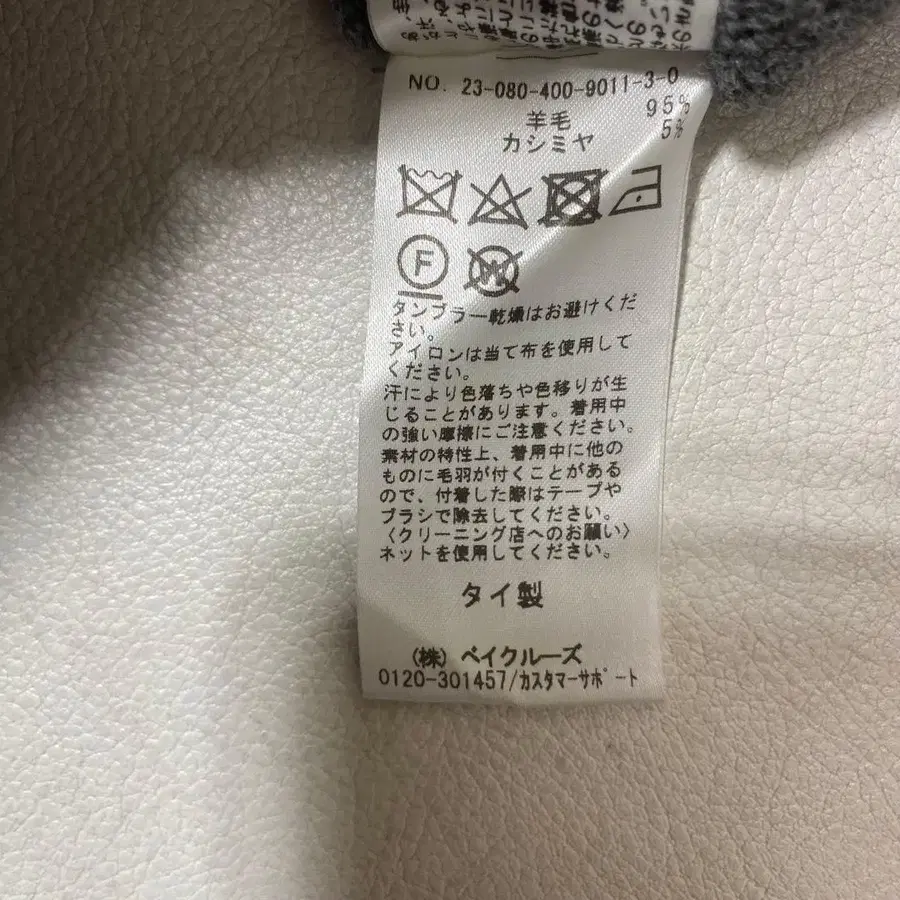 NO. 23-080-400-9011-3-0
羊毛 95%
カシミヤ 5%
F
W
タンブラー乾燥はお避けくだ
さい。
アイロンは当て布を使用して
ください。
汗により色落ちや色移りが生
じることがあります。着用中
の強い摩擦にご注意ください。
素材の特性上、着用中に他の
ものに毛羽が付くことがある
ので、付着した際はテープや
ブラシで除去してください。
〈クリーニング店へのお願い〉
ネットを使用してください。
タイ製
(株) ベイクルーズ
0120-301457/カスタマーサポート